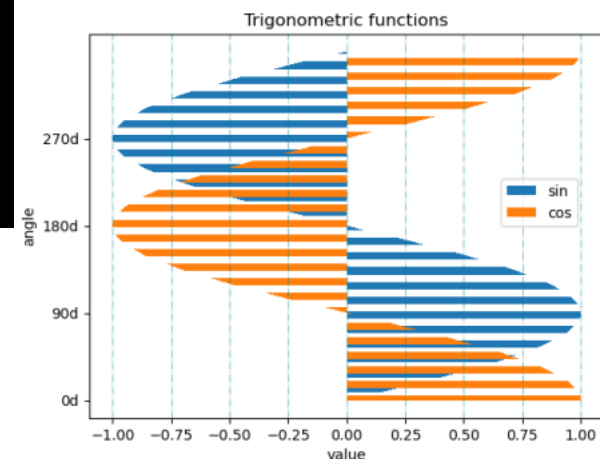 Trigonometric functions
270d
180d
90d
0d
angle
sin
cos
−1.00 −0.75 −0.50 −0.25 0.00 0.25 0.50 0.75 1.00
value